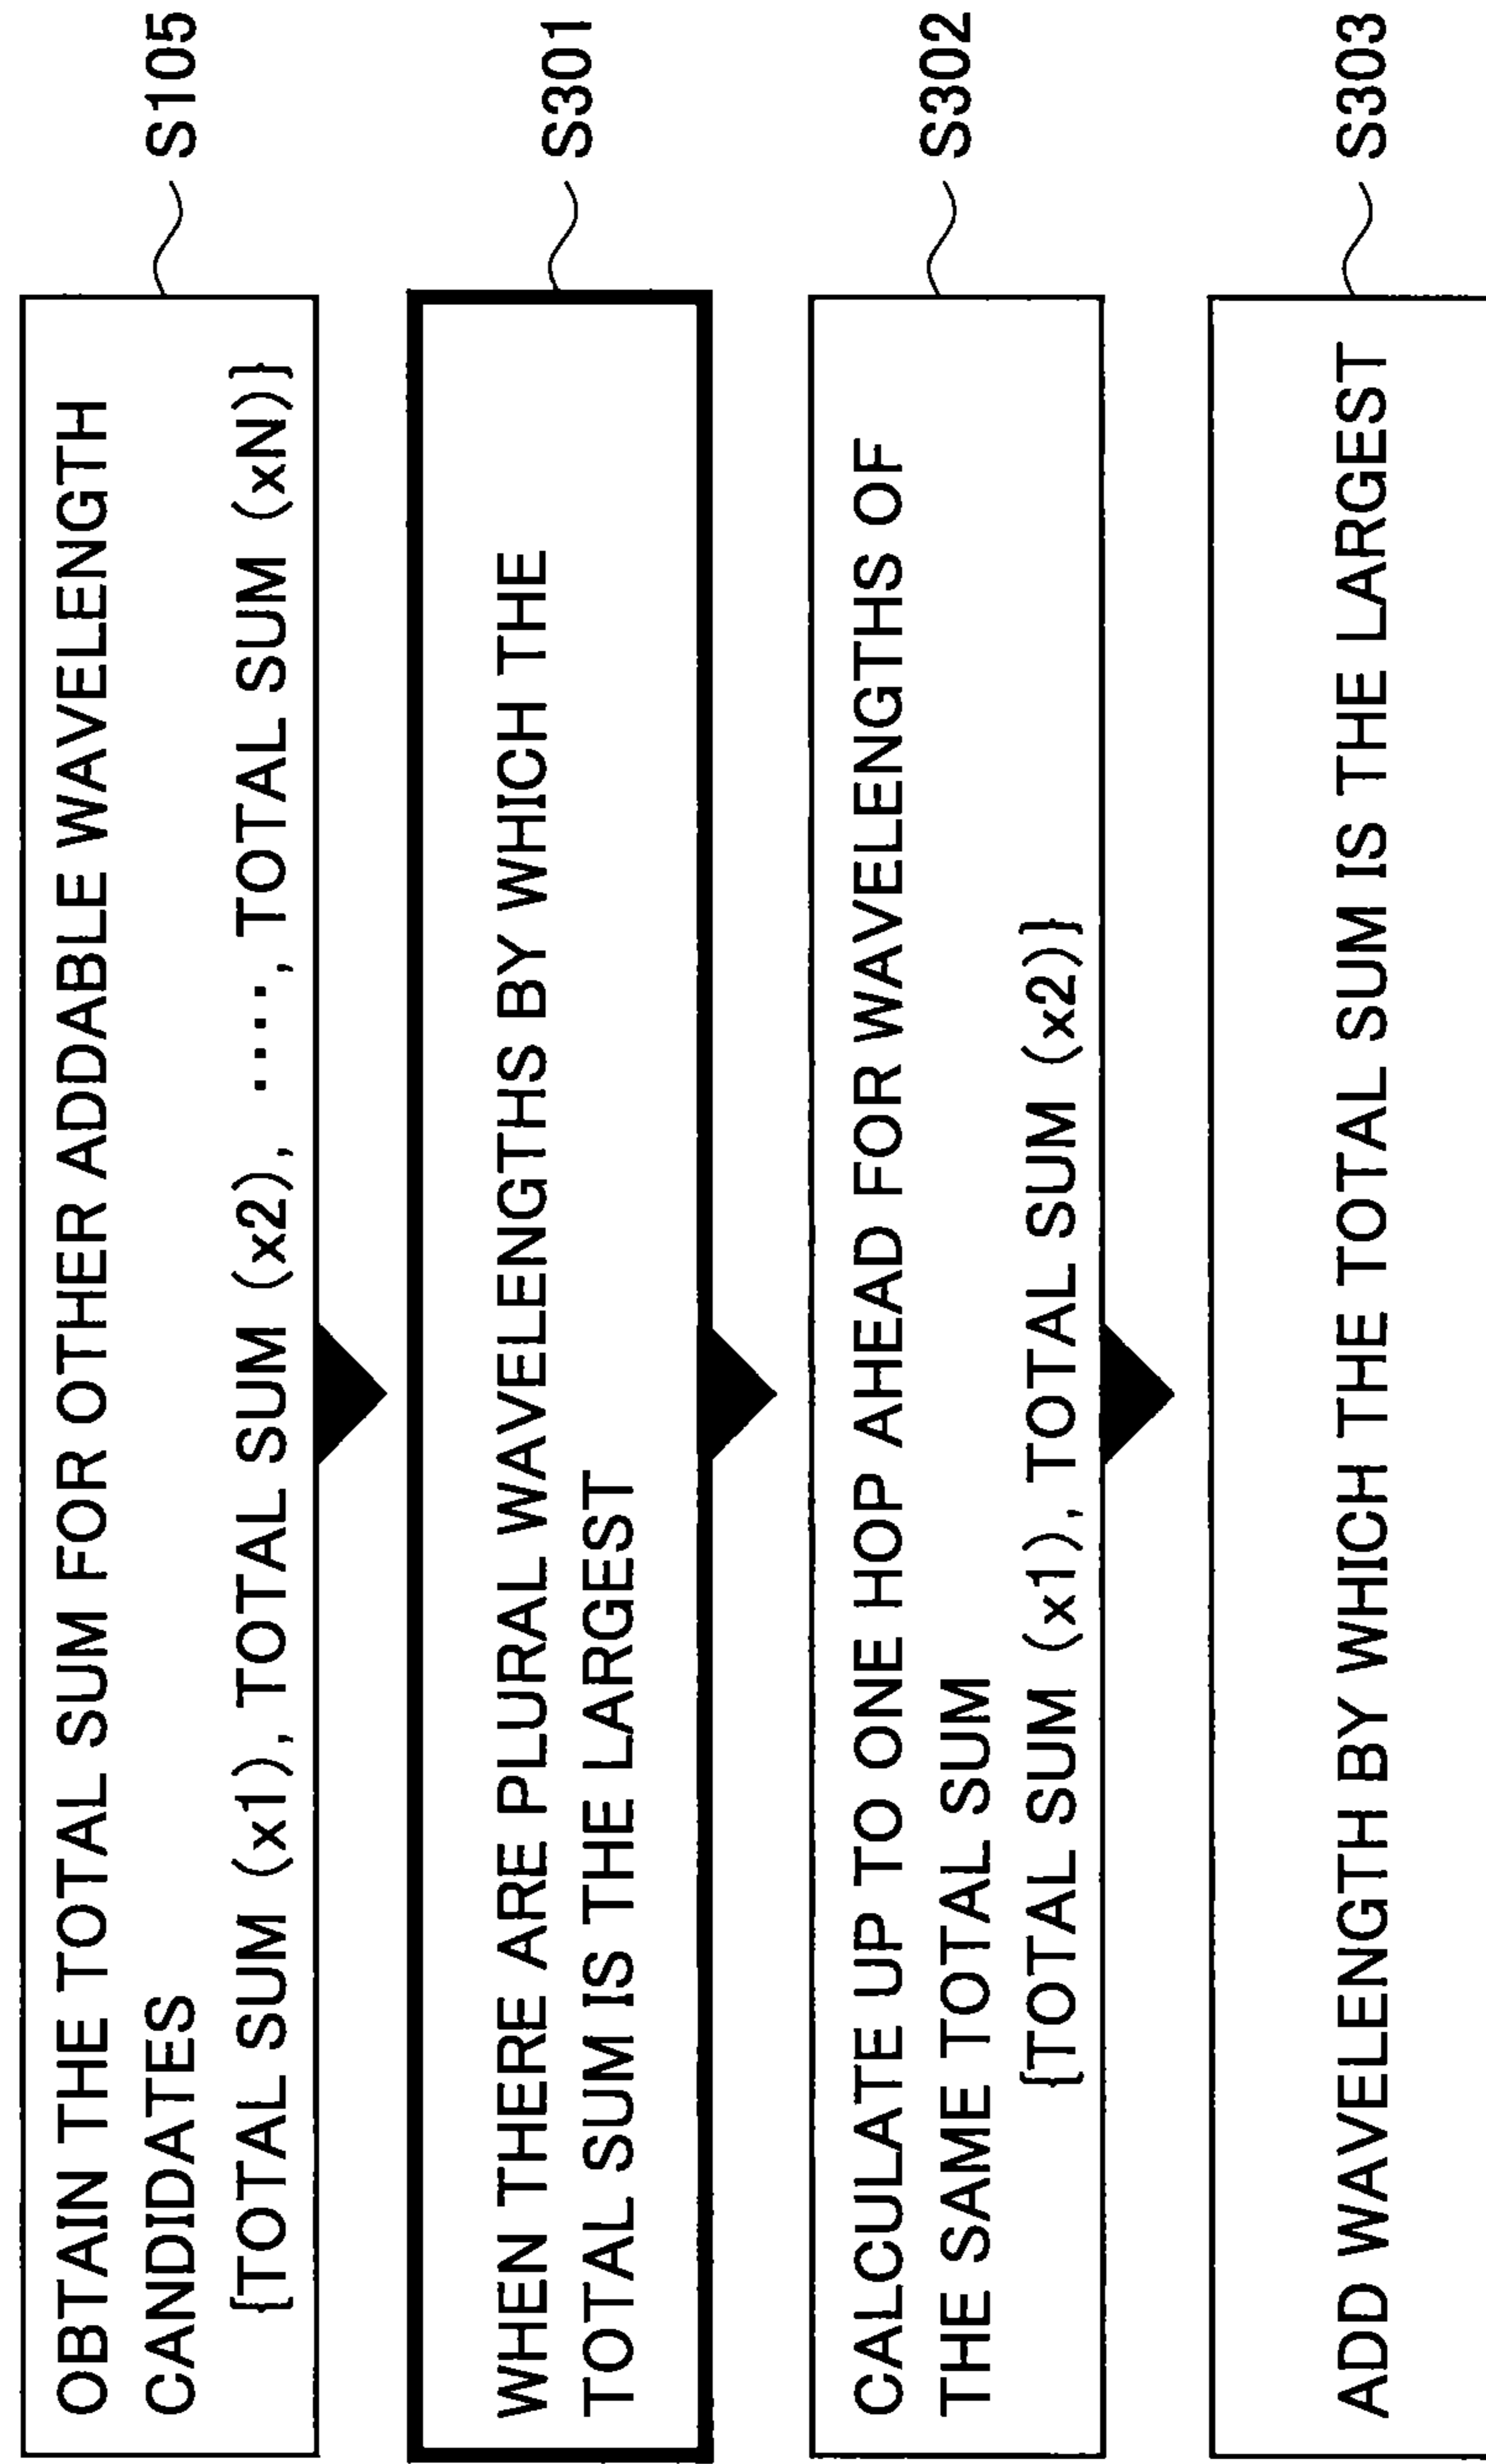 OBTAIN THE TOTAL SUM FOR OTHER ADDABLE WAVELENGTH
CANDIDATES
{TOTAL SUM (x1), TOTAL SUM (x2), ····, TOTAL SUM (xN)}
S105
WHEN THERE ARE PLURAL WAVELENGTHS BY WHICH THE
TOTAL SUM IS THE LARGEST
S301
CALCULATE UP TO ONE HOP AHEAD FOR WAVELENGTHS OF
THE SAME TOTAL SUM
{TOTAL SUM (x1), TOTAL SUM (x2)}
S302
ADD WAVELENGTH BY WHICH THE TOTAL SUM IS THE LARGEST
S303